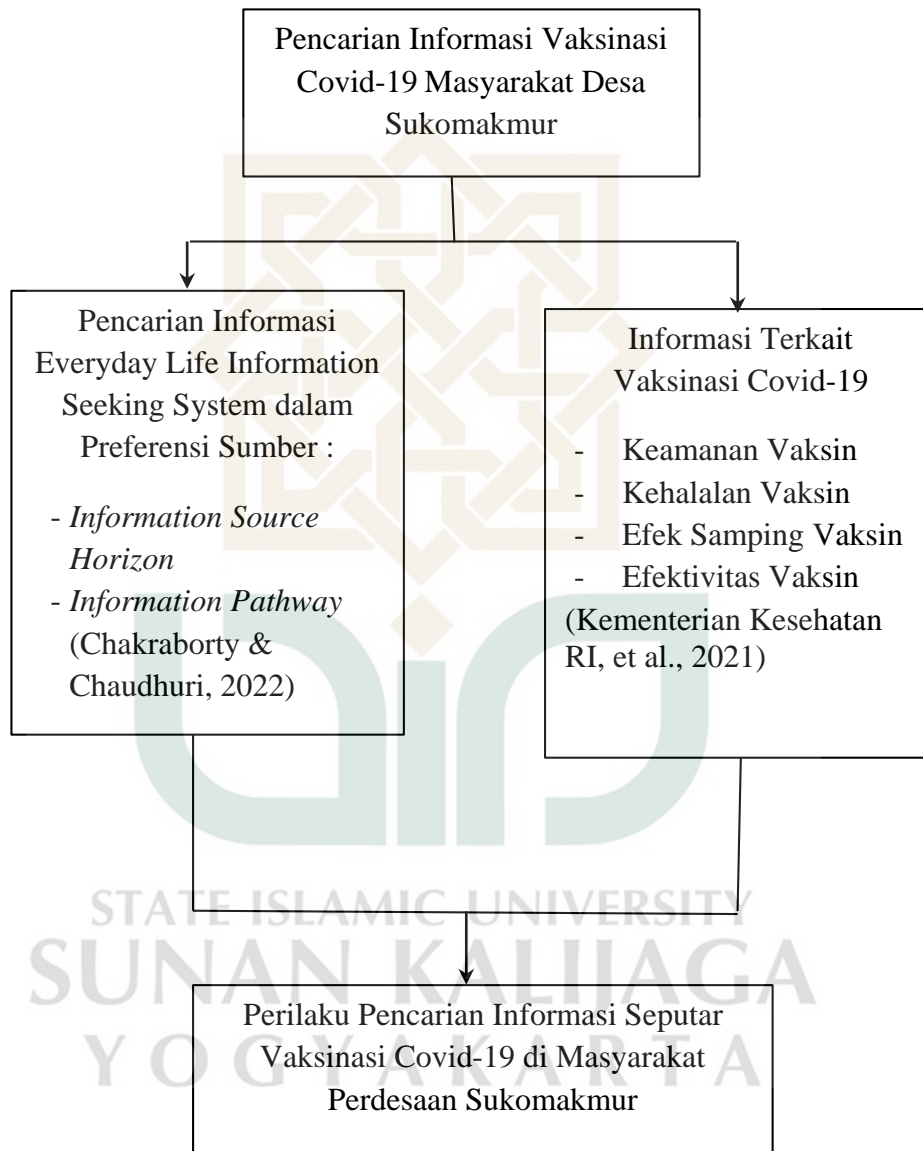 Pencarian Informasi Vaksinasi
Covid-19 Masyarakat Desa
Sukomakmur
Pencarian Informasi
Everyday Life Information
Seeking System dalam
Preferensi Sumber :
- Information Source
Horizon
- Information Pathway
(Chakraborty &
Chaudhuri, 2022)
Informasi Terkait
Vaksinasi Covid-19
- Keamanan Vaksin
- Kehalalan Vaksin
- Efek Samping Vaksin
- Efektivitas Vaksin
(Kementerian Kesehatan
RI, et al., 2021)
STATE ISLAMIC UNIVERSITY
SUNAN KALIJAGA
YOGYAKARTA
Perilaku Pencarian Informasi Seputar
Vaksinasi Covid-19 di Masyarakat
Perdesaan Sukomakmur